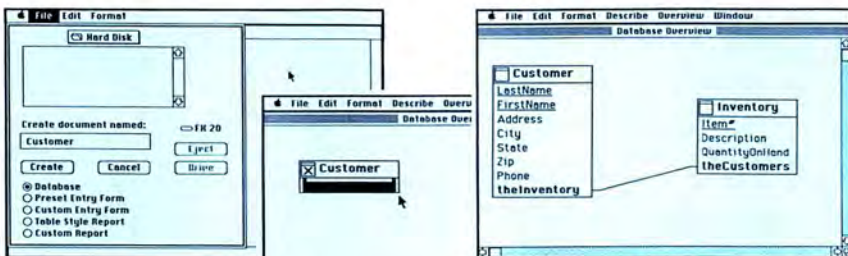 File Edit Format
Hard Disk
Create document named:
FH 20
Customer
Eject
Create Cancel Drive
Database
Preset Entry Form
Custom Entry Form
Table Style Report
Custom Report
File Edit Format Describe Overv
Database Over
Customer
File Edit Format Describe Overview Window
Database Overview
Customer
LastName
FirstName
Address
City
State
Zip
Phone
theInventory
Inventory
Item#
Description
QuantityOnHand
theCustomers